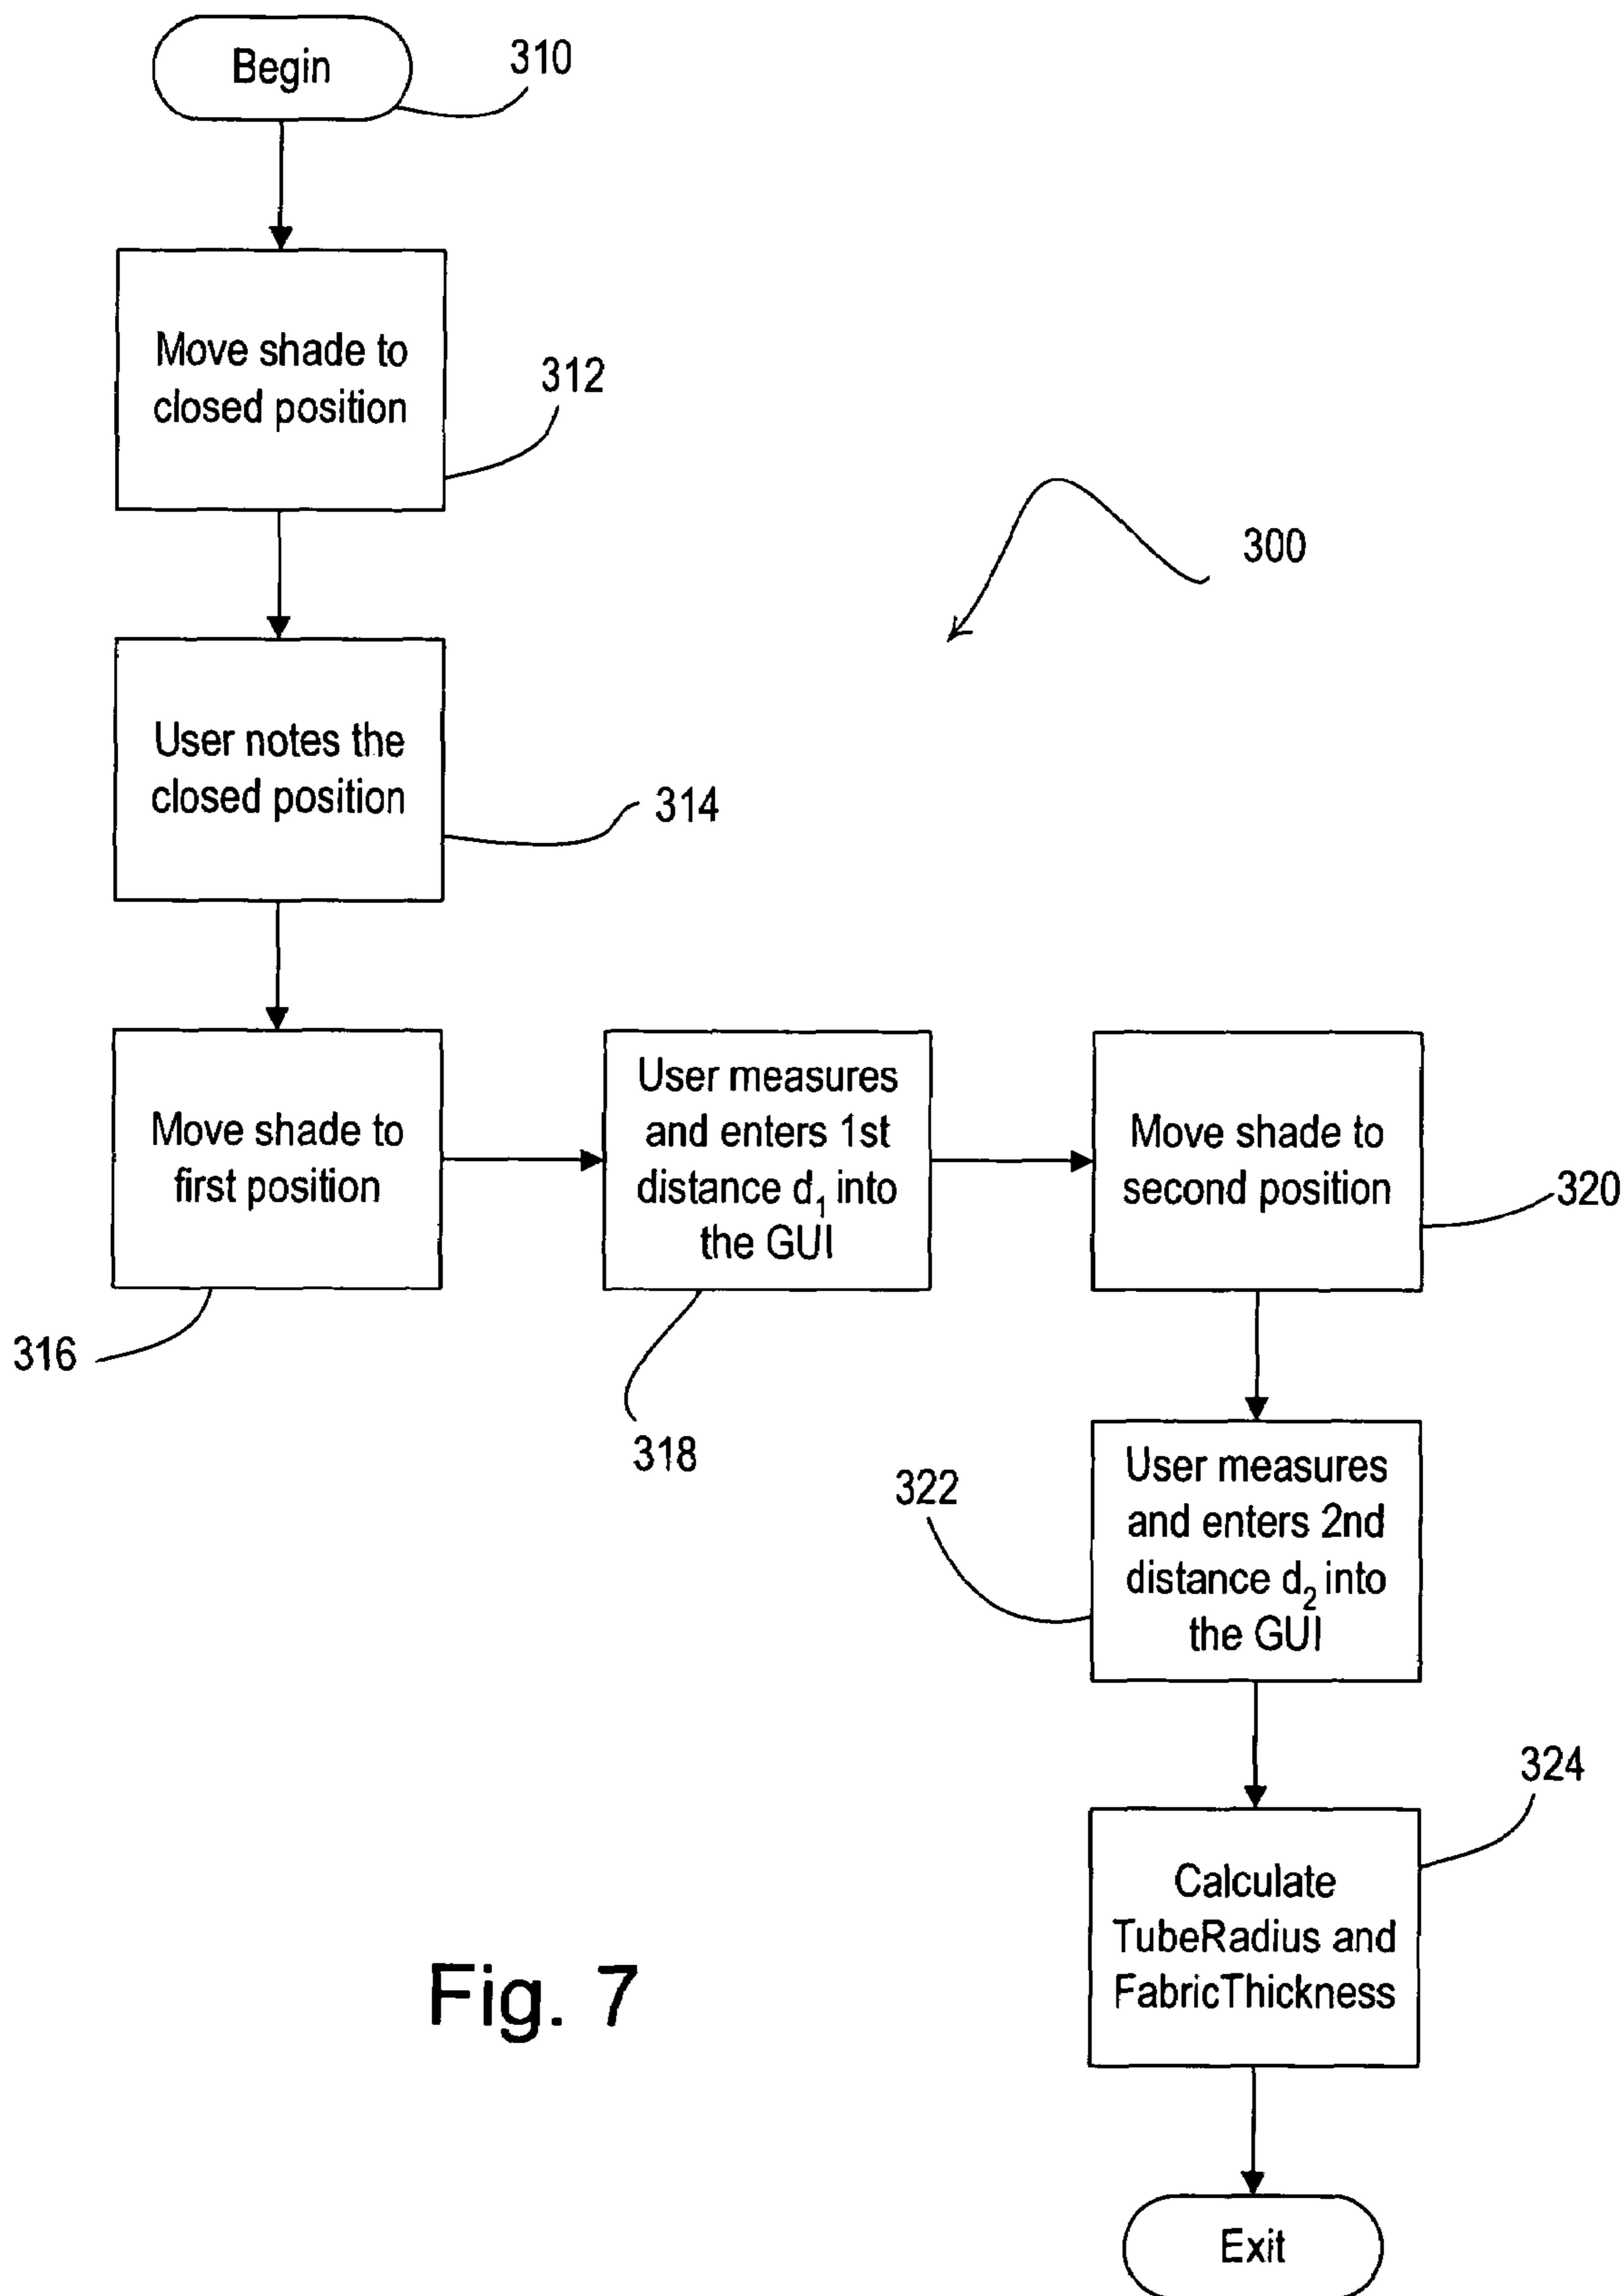 Begin
310
Move shade to
closed position
312
300
User notes the
closed position
314
Move shade to
first position
316
User measures
and enters 1st
distance d₁ into
the GUI
318
Move shade to
second position
320
User measures
and enters 2nd
distance d₂ into
the GUI
322
Calculate
TubeRadius and
FabricThickness
324
Exit
Fig. 7